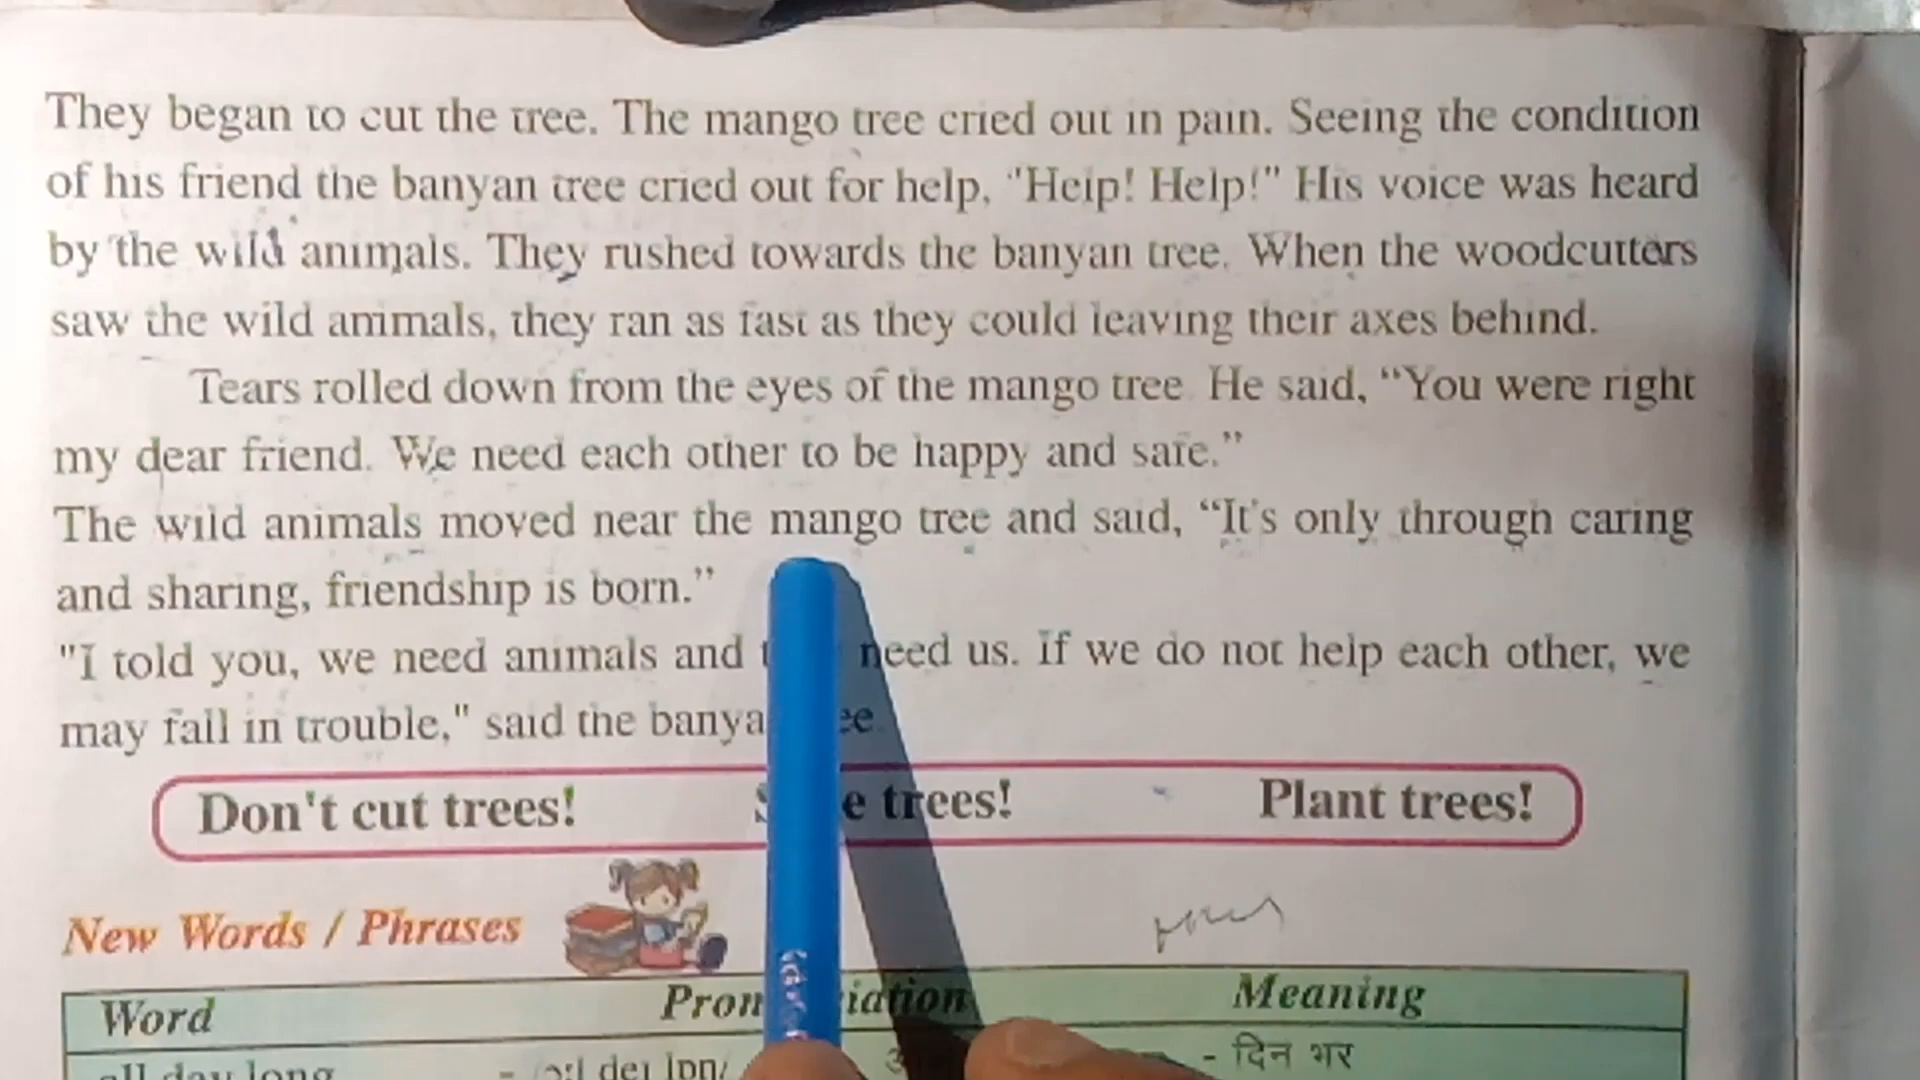 They began to cut the tree. The mango tree cried out in pain. Seeing the condition
of his friend the banyan tree cried out for help, "Help! Help!" His voice was heard
by the wild animals. They rushed towards the banyan tree. When the woodcutters
saw the wild animals, they ran as fast as they could leaving their axes behind.
Tears rolled down from the eyes of the mango tree. He said, “You were right
my dear friend. We need each other to be happy and safe.”
The wild animals moved near the mango tree and said, “It's only through caring
and sharing, friendship is born.”
"I told you, we need animals and need us. If we do not help each other, we
may fall in trouble," said the banyan tree.
Don't cut trees! Save trees! Plant trees!
New Words / Phrases
Word Pronunciation Meaning
all day long - दिन भर